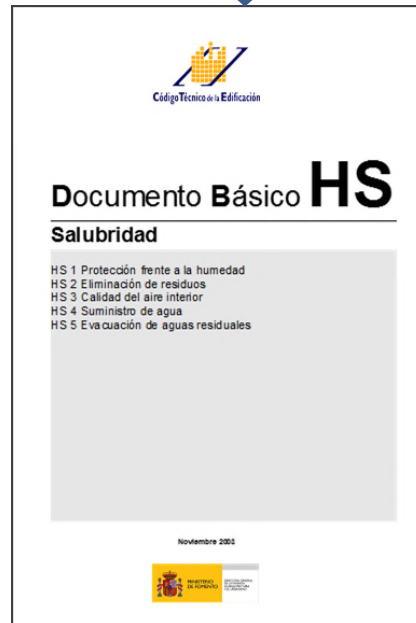 Código Técnico de la Edificación
Documento Básico HS
Salubridad
HS 1 Protección frente a la humedad
HS 2 Eliminación de residuos
HS 3 Calidad del aire interior
HS 4 Suministro de agua
HS 5 Evacuación de aguas residuales
Noviembre
MINISTERIO
DE FOMENTO